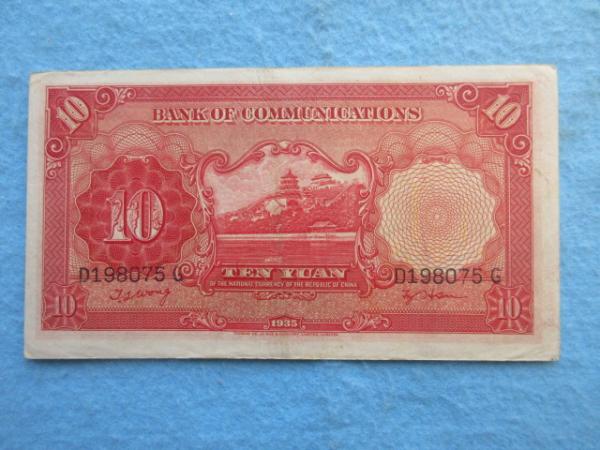 10 10
BANK OF COMMUNICATIONS
10
TEN YUAN
OF THE NATIONAL CURRENCY OF THE REPUBLIC OF CHINA
D198075 G D198075 G
10 10
1935